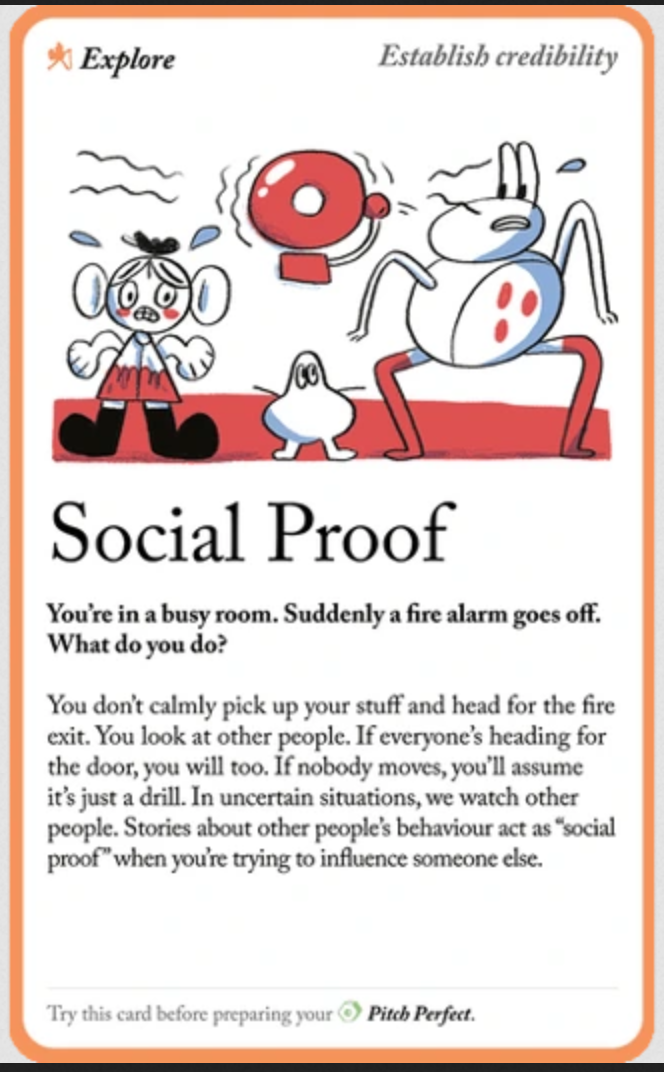 Explore
Establish credibility
Social Proof
You’re in a busy room. Suddenly a fire alarm goes off.
What do you do?
You don’t calmly pick up your stuff and head for the fire
exit. You look at other people. If everyone’s heading for
the door, you will too. If nobody moves, you’ll assume
it’s just a drill. In uncertain situations, we watch other
people. Stories about other people’s behaviour act as “social
proof” when you’re trying to influence someone else.
Try this card before preparing your Pitch Perfect.